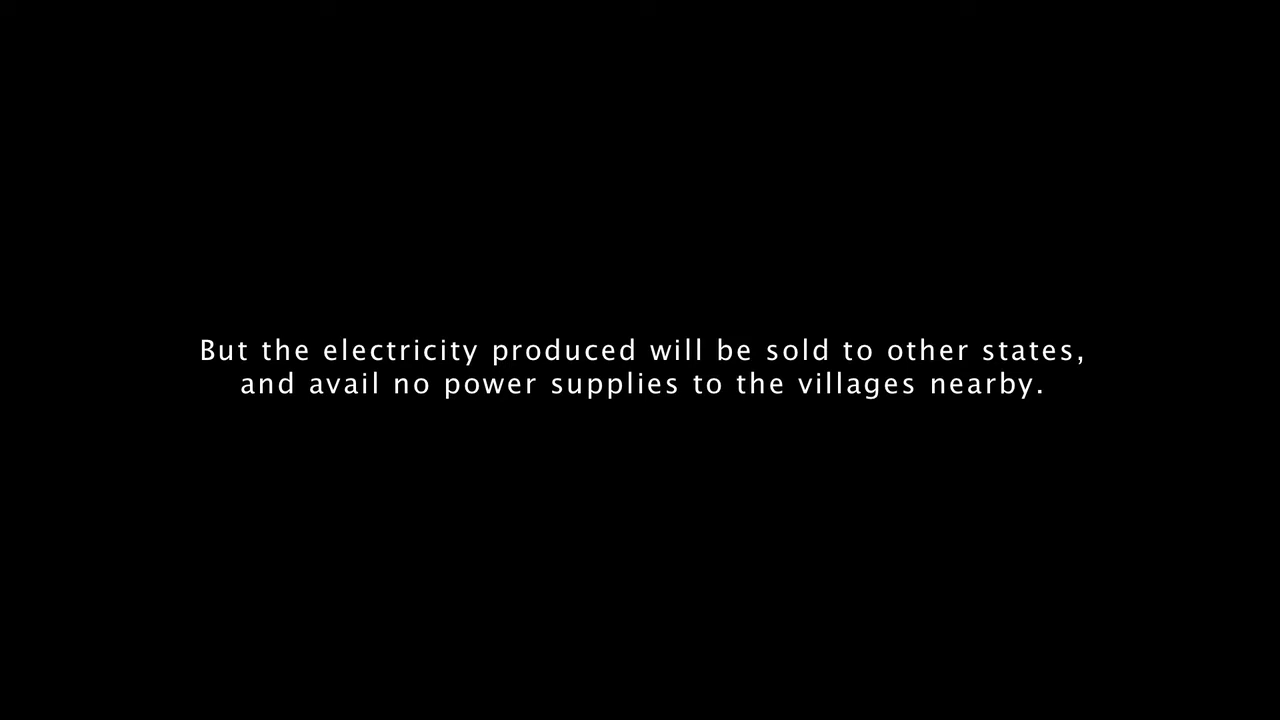 But the electricity produced will be sold to other states,
and avail no power supplies to the villages nearby.